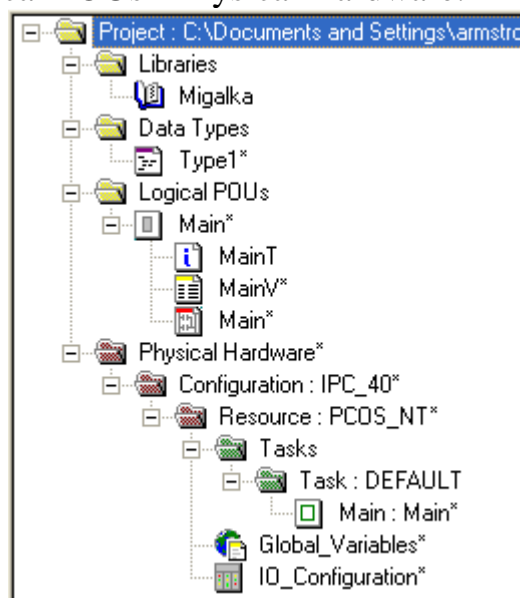 Project : C:\Documents and Settings\armstro
Libraries
Migalka
Data Types
Type1*
Logical POUs
Main*
MainT
MainV*
Main*
Physical Hardware*
Configuration : IPC_40*
Resource : PCOS_NT*
Tasks
Task : DEFAULT
Main : Main*
Global_Variables*
IO_Configuration*